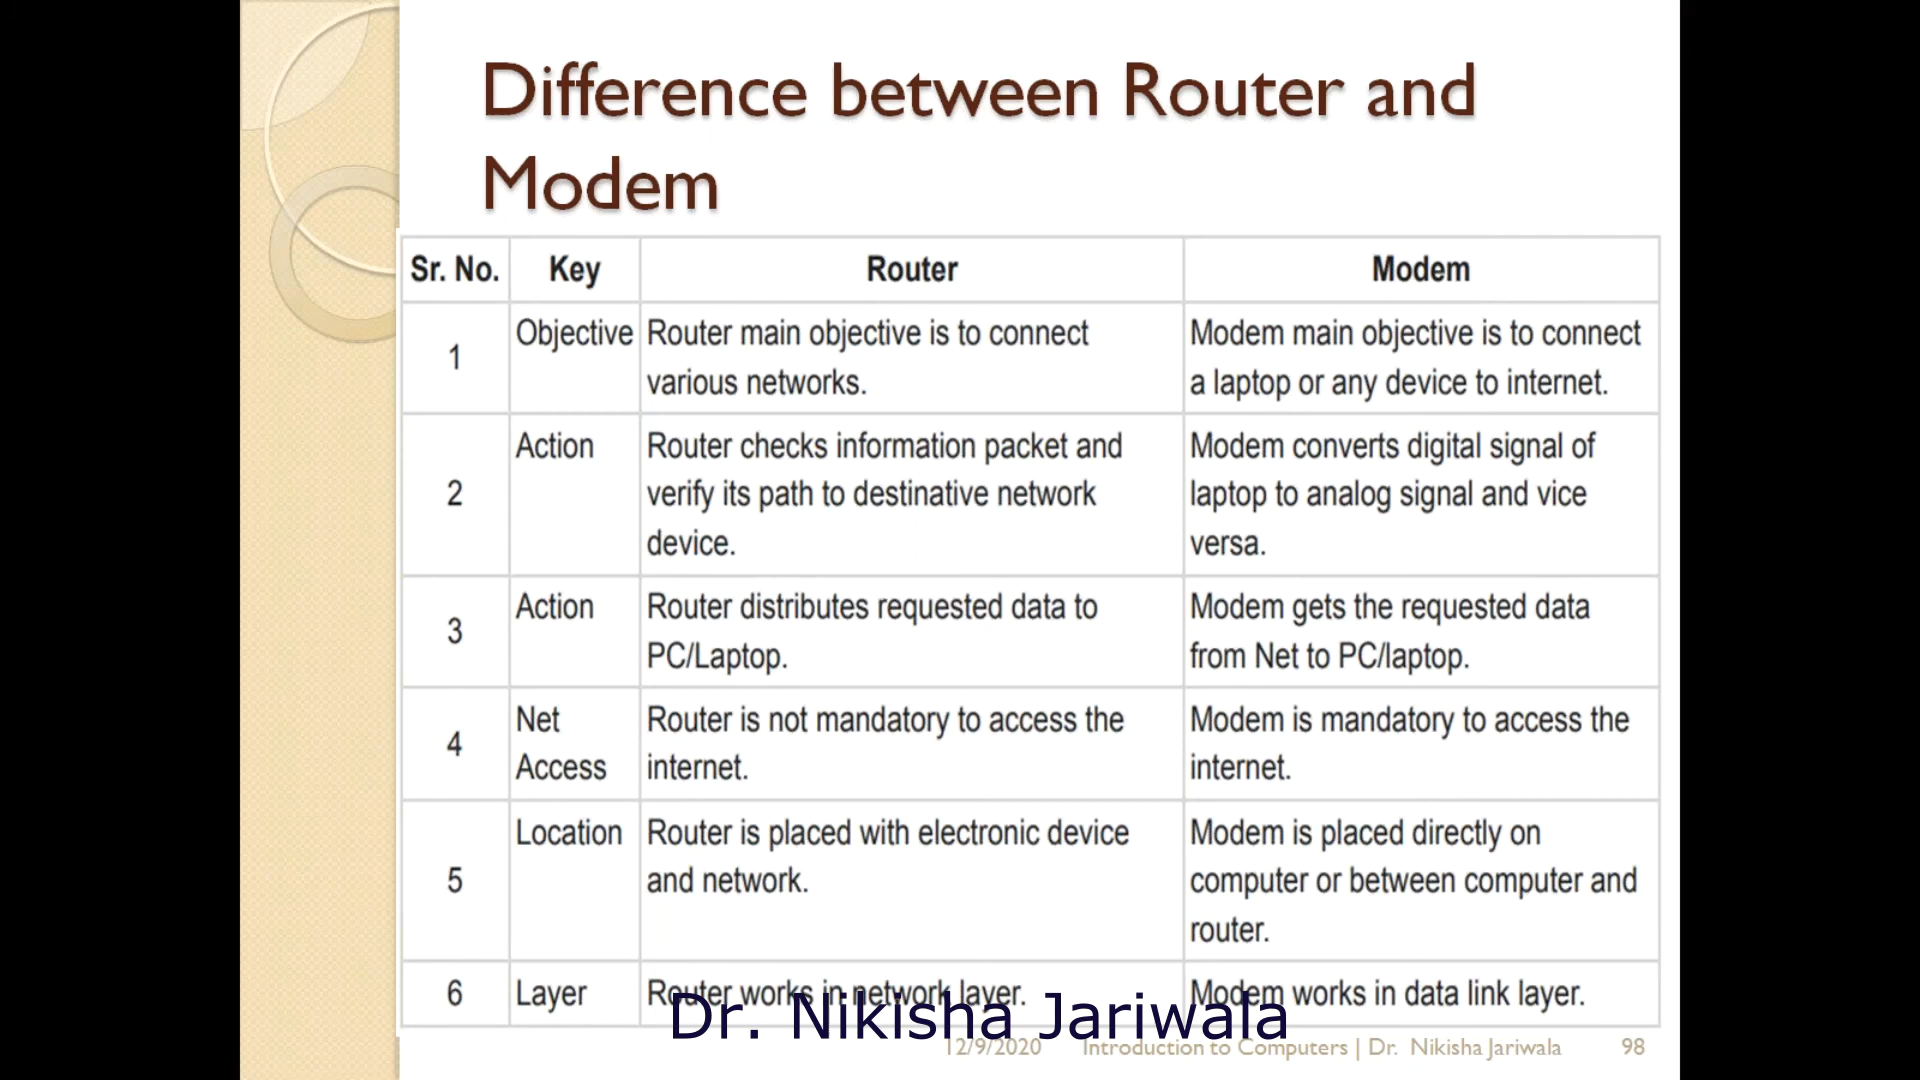 Difference between Router and
Modem
Sr. No. Key Router Modem
1 Objective Router main objective is to connect various networks. Modem main objective is to connect a laptop or any device to internet.
2 Action Router checks information packet and verify its path to destinative network device. Modem converts digital signal of laptop to analog signal and vice versa.
3 Action Router distributes requested data to PC/Laptop. Modem gets the requested data from Net to PC/laptop.
4 Net Access Router is not mandatory to access the internet. Modem is mandatory to access the internet.
5 Location Router is placed with electronic device and network. Modem is placed directly on computer or between computer and router.
6 Layer Router works in network layer. Modem works in data link layer.
Dr. Nikisha Jariwala
12/9/2020 Introduction to Computers | Dr. Nikisha Jariwala 98